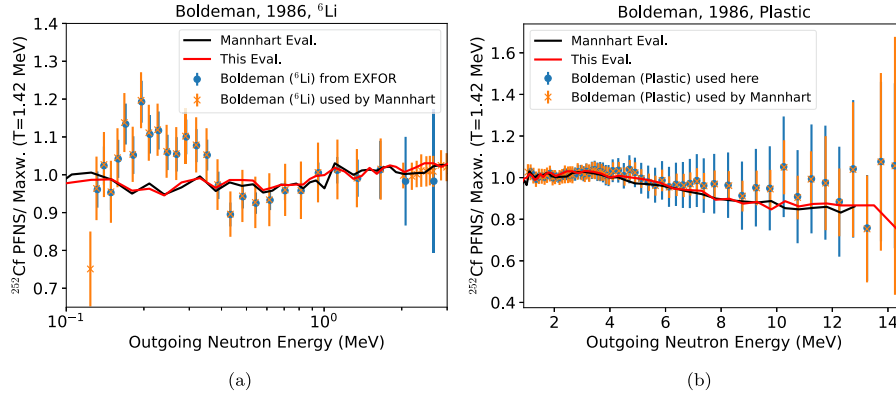 Boldeman, 1986, ⁶Li
²⁵²Cf PFNS/ Maxw. (T=1.42 MeV)
1.4
1.3
1.2
1.1
1.0
0.9
0.8
0.7
Mannhart Eval.
This Eval.
Boldeman (⁶Li) from EXFOR
Boldeman (⁶Li) used by Mannhart
10⁻¹ 10⁰
Outgoing Neutron Energy (MeV)
(a)
Boldeman, 1986, Plastic
²⁵²Cf PFNS/ Maxw. (T=1.42 MeV)
1.6
1.4
1.2
1.0
0.8
0.6
0.4
Mannhart Eval.
This Eval.
Boldeman (Plastic) used here
Boldeman (Plastic) used by Mannhart
2 4 6 8 10 12 14
Outgoing Neutron Energy (MeV)
(b)